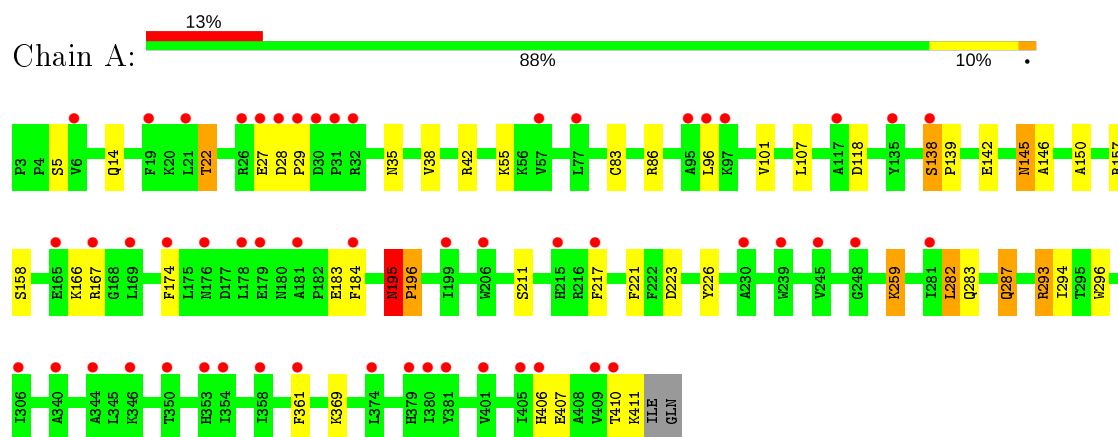 13%
Chain A:
88% 10% •
P3 P4 S5 V6 Q14 F19 K20 L21 T22 R26 E27 D28 P29 D30 P31 R32 N35 V38 R42 K55 K56 V57 L77 C83 R86 A95 L96 K97 V101 L107 A117 D118 Y135 S138 P139 E142 N145 A146 A150 R157
S158 E165 K166 R167 G168 L169 F174 L175 N176 D177 L178 E179 N180 A181 P182 E183 F184 N195 P196 I199 W206 S211 H215 R216 F217 F221 F222 D223 Y226 A230 W239 V245 G248 K259 I281 L282 Q283 Q287 R293 I294 T295 W296
I306 A340 A344 L345 K346 T350 H353 I354 I358 F361 K369 L374 H379 I380 Y381 V401 I405 H406 E407 A408 V409 T410 K411 ILE GLN